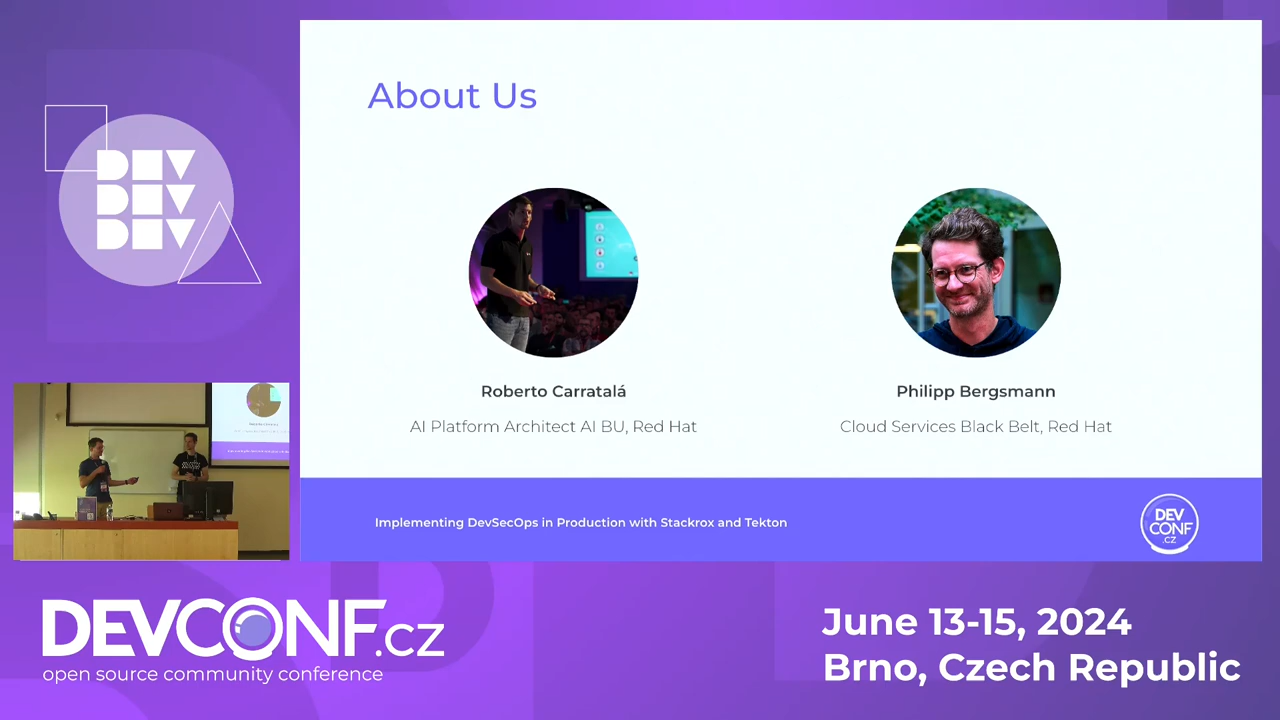 DEV
DEV
DEV
About Us
Roberto Carratalá
AI Platform Architect AI BU, Red Hat
Philipp Bergsmann
Cloud Services Black Belt, Red Hat
Implementing DevSecOps in Production with Stackrox and Tekton
DEV
CONF
.CZ
DEVCONF.cz
open source community conference
June 13-15, 2024
Brno, Czech Republic